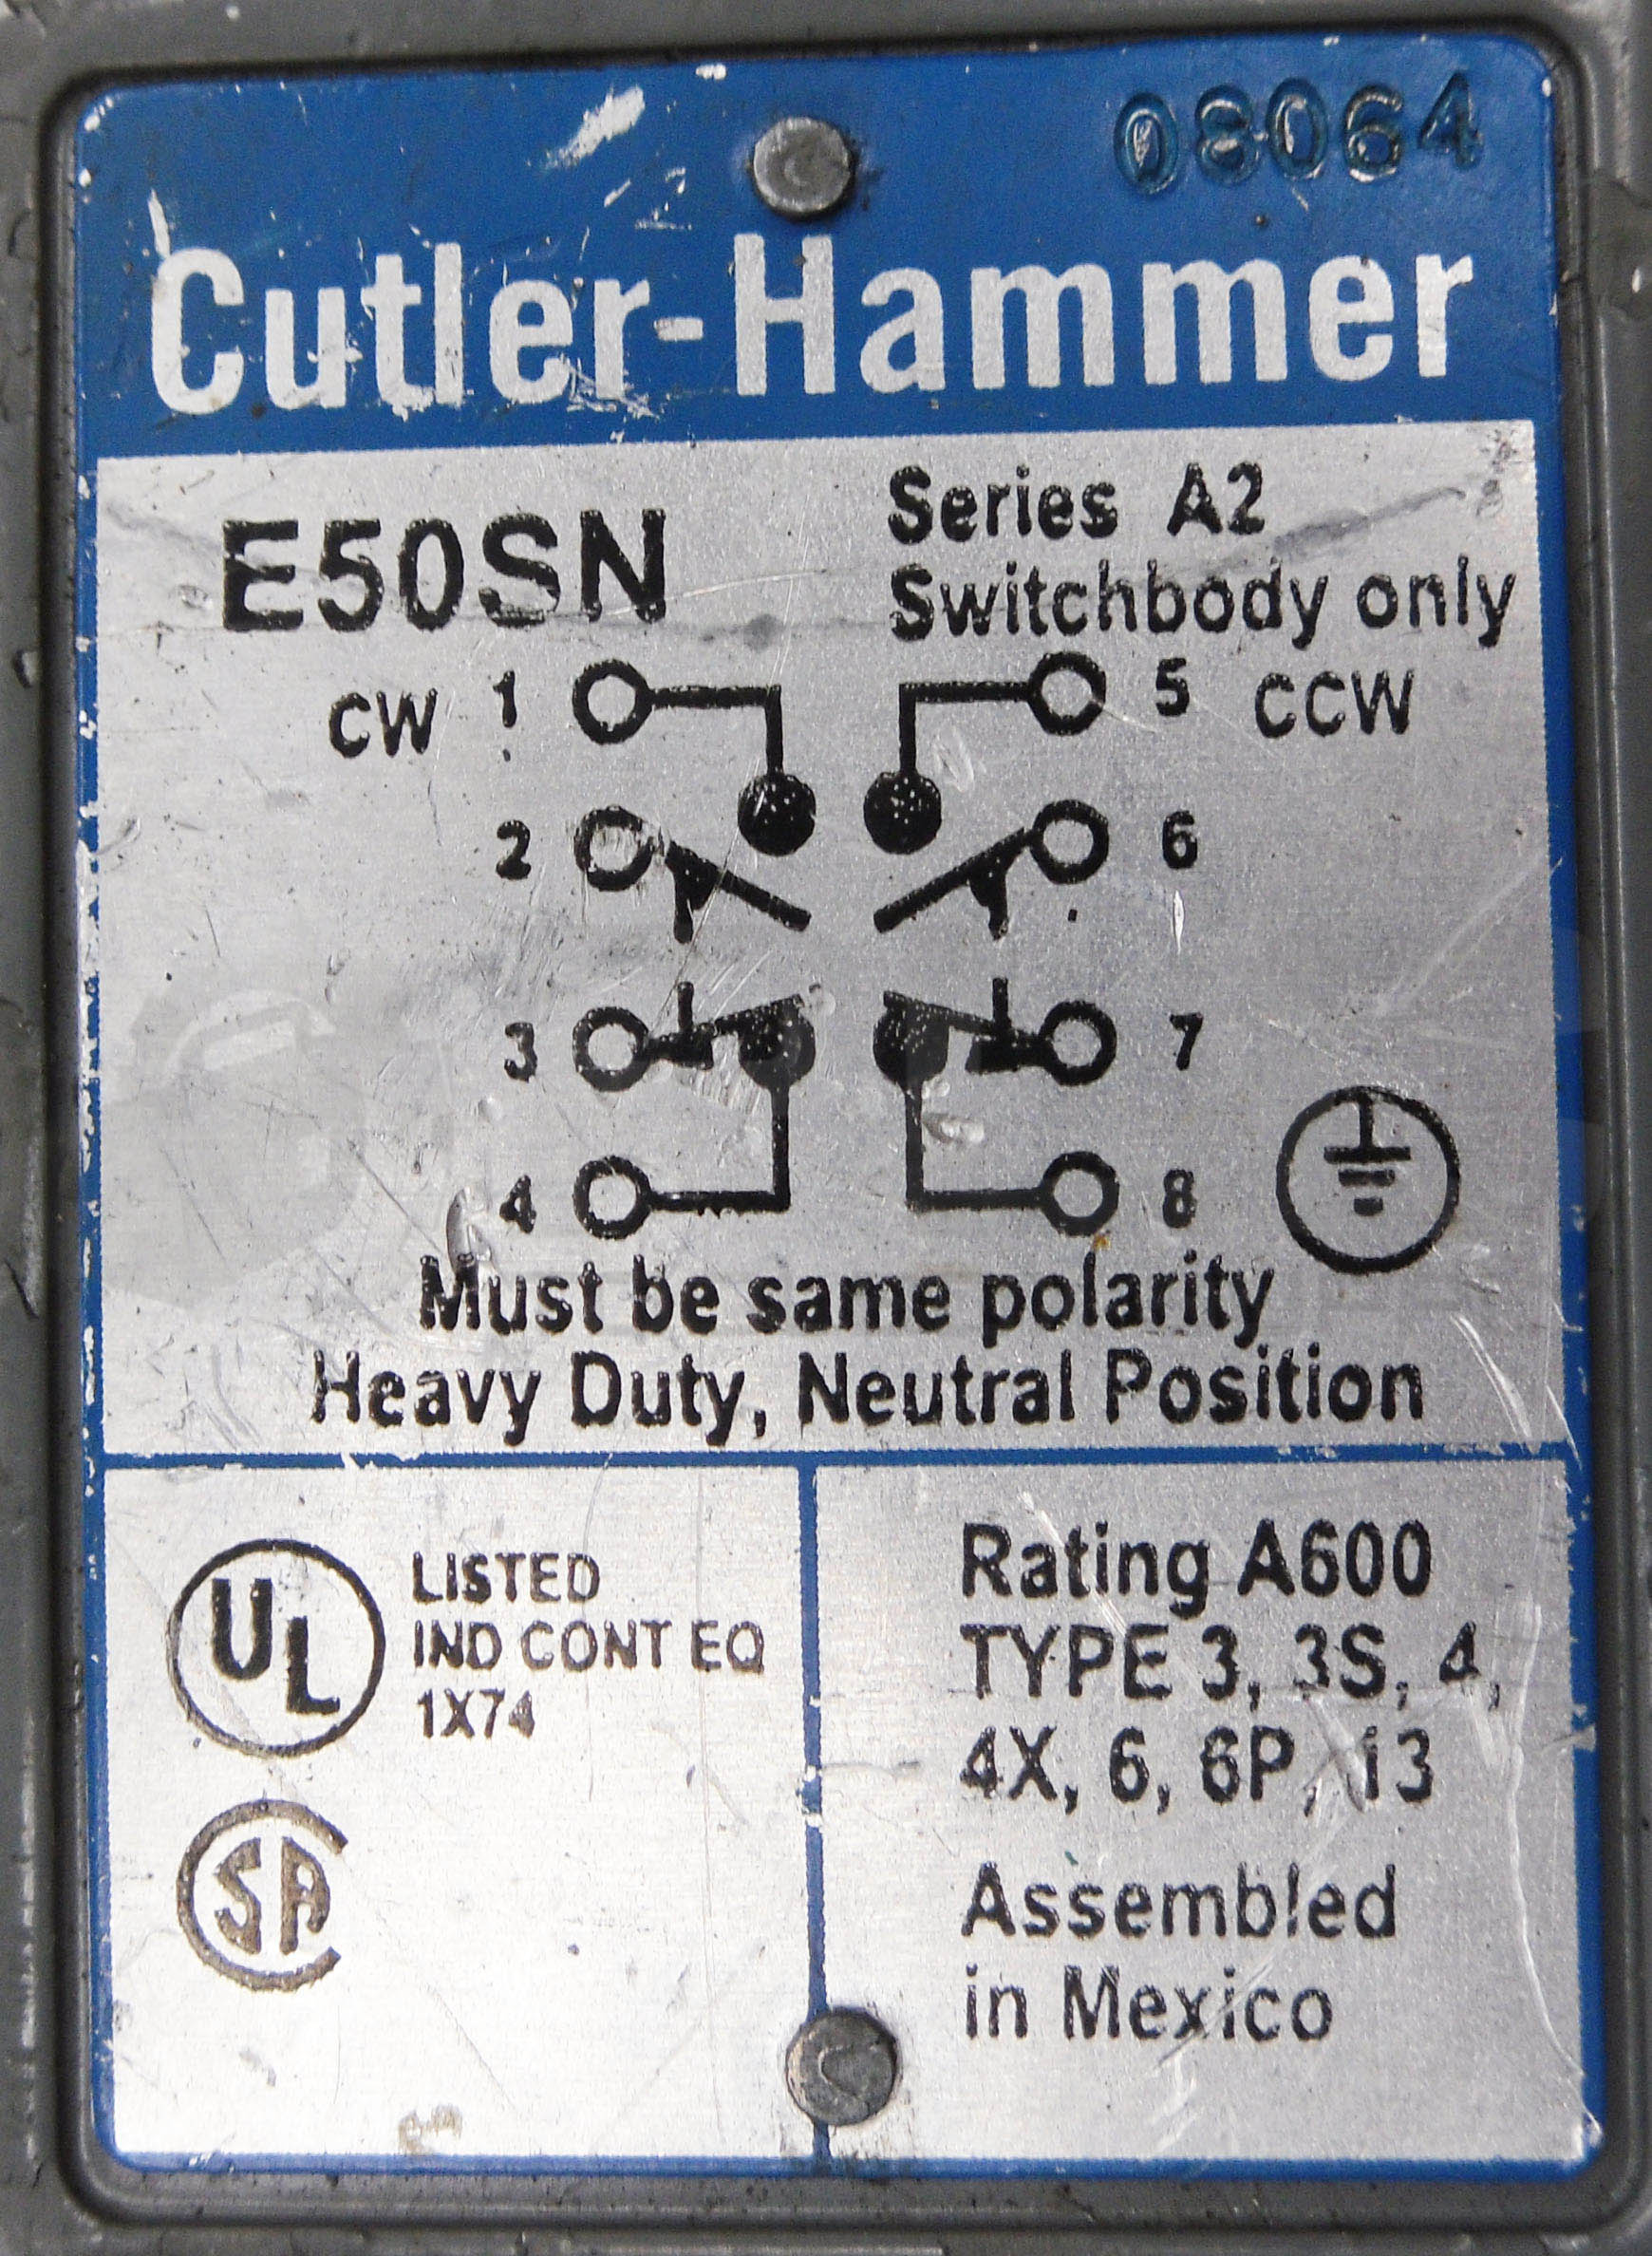 08064
Cutler-Hammer
E50SN
Series A2
Switchbody only
CW 1 5 CCW
2 6
3 7
4 8
Must be same polarity
Heavy Duty, Neutral Position
UL
LISTED
IND CONT EQ
1X74
SA
Rating A600
TYPE 3, 3S, 4,
4X, 6, 6P, 13
Assembled
in Mexico